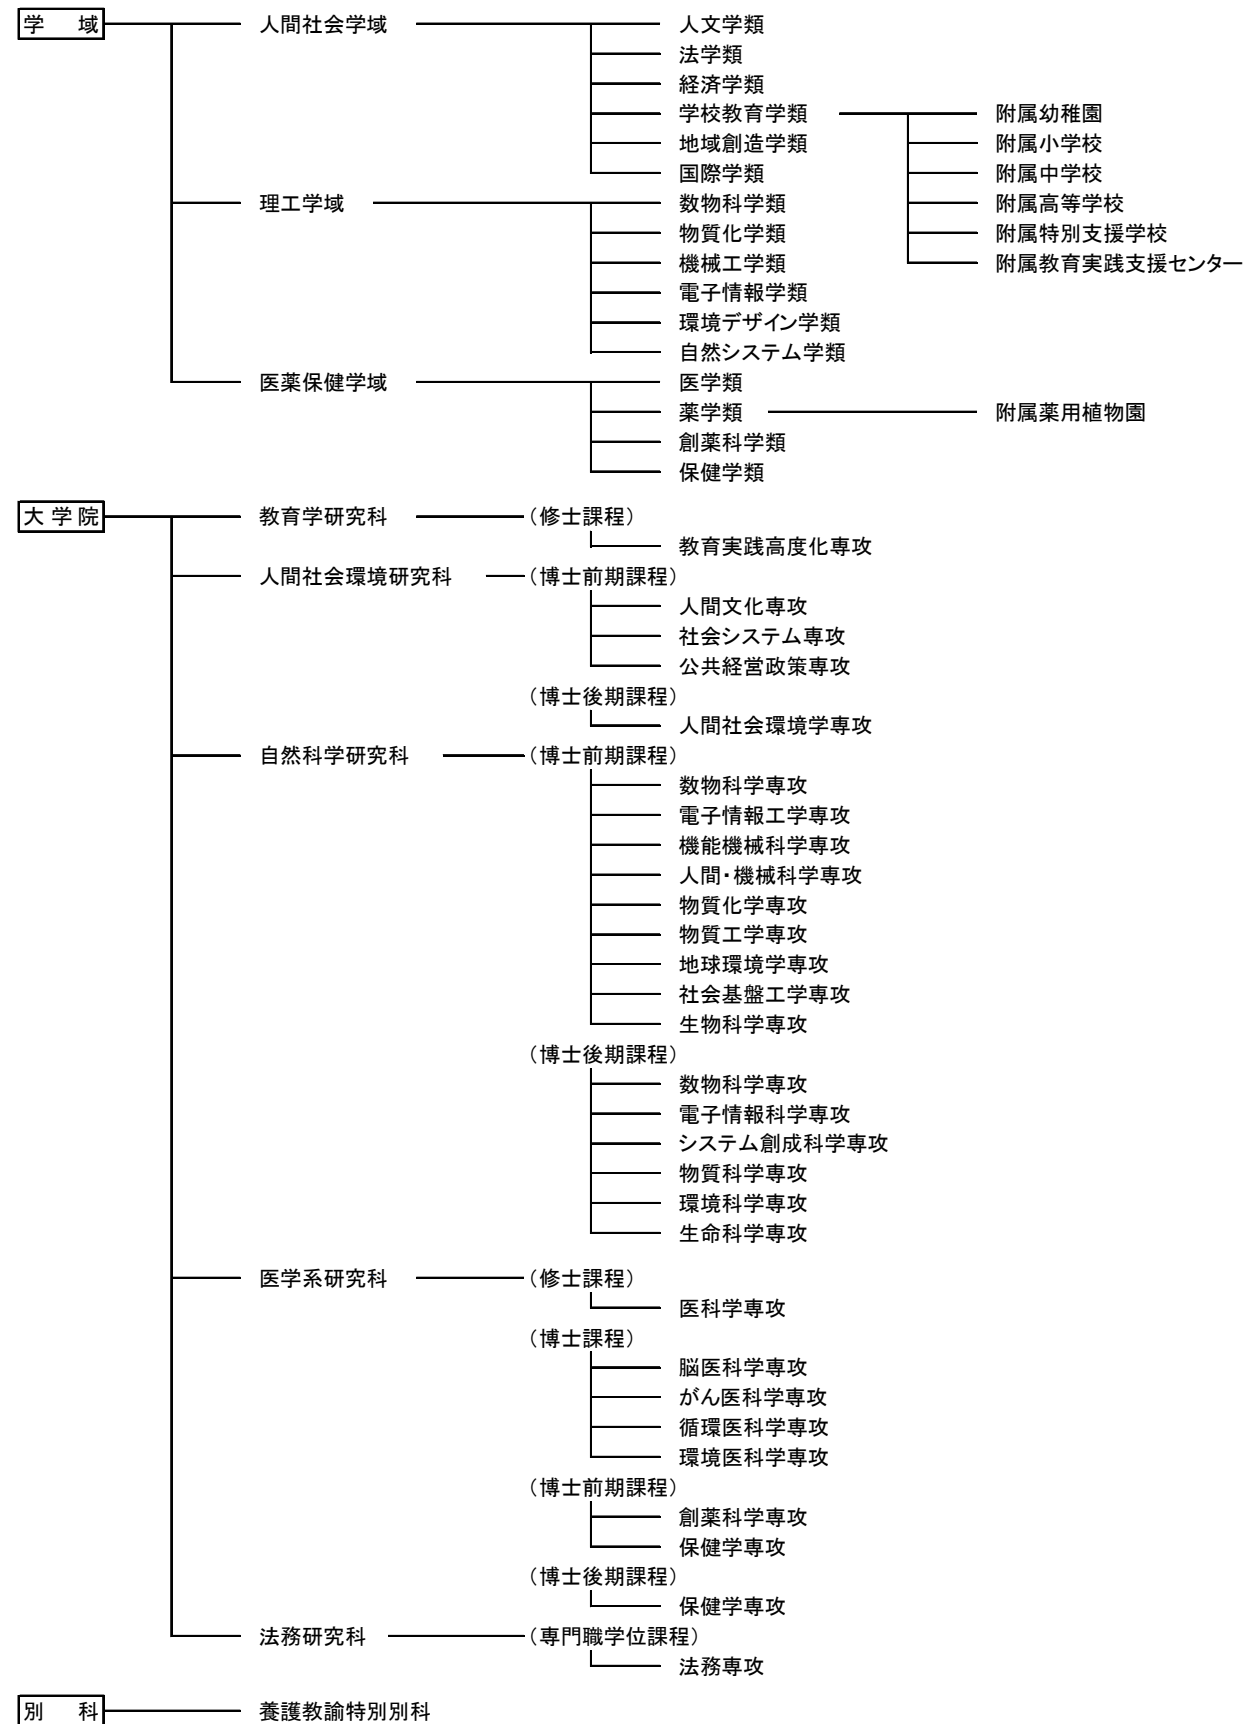 学　域 人間社会学域 人文学類
法学類
経済学類
学校教育学類 附属幼稚園
地域創造学類 附属小学校
国際学類 附属中学校
理工学域 数物科学類 附属高等学校
物質化学類 附属特別支援学校
機械工学類 附属教育実践支援センター
電子情報学類
環境デザイン学類
自然システム学類
医薬保健学域 医学類
薬学類 附属薬用植物園
創薬科学類
保健学類
大学院 教育学研究科 （修士課程）
教育実践高度化専攻
人間社会環境研究科 （博士前期課程）
人間文化専攻
社会システム専攻
公共経営政策専攻
（博士後期課程）
人間社会環境学専攻
自然科学研究科 （博士前期課程）
数物科学専攻
電子情報工学専攻
機能機械科学専攻
人間・機械科学専攻
物質化学専攻
物質工学専攻
地球環境学専攻
社会基盤工学専攻
生物科学専攻
（博士後期課程）
数物科学専攻
電子情報科学専攻
システム創成科学専攻
物質科学専攻
環境科学専攻
生命科学専攻
医学系研究科 （修士課程）
医科学専攻
（博士課程）
脳医科学専攻
がん医科学専攻
循環医科学専攻
環境医科学専攻
（博士前期課程）
創薬科学専攻
保健学専攻
（博士後期課程）
保健学専攻
法務研究科 （専門職学位課程）
法務専攻
別　科 養護教諭特別別科